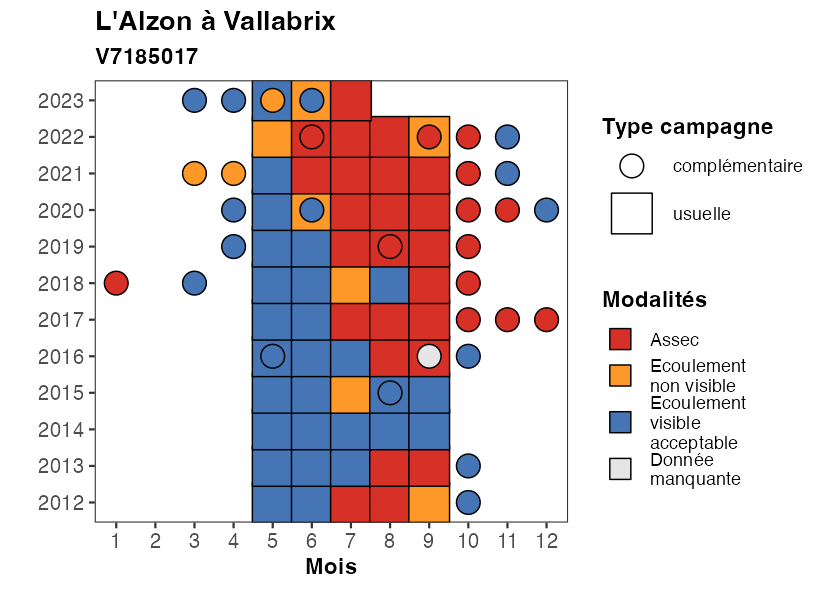 L'Alzon à Vallabrix
V7185017
2023
2022
2021
2020
2019
2018
2017
2016
2015
2014
2013
2012
1 2 3 4 5 6 7 8 9 10 11 12
Mois
Type campagne
complémentaire
usuelle
Modalités
Assec
Ecoulement
non visible
Ecoulement
visible
acceptable
Donnée
manquante